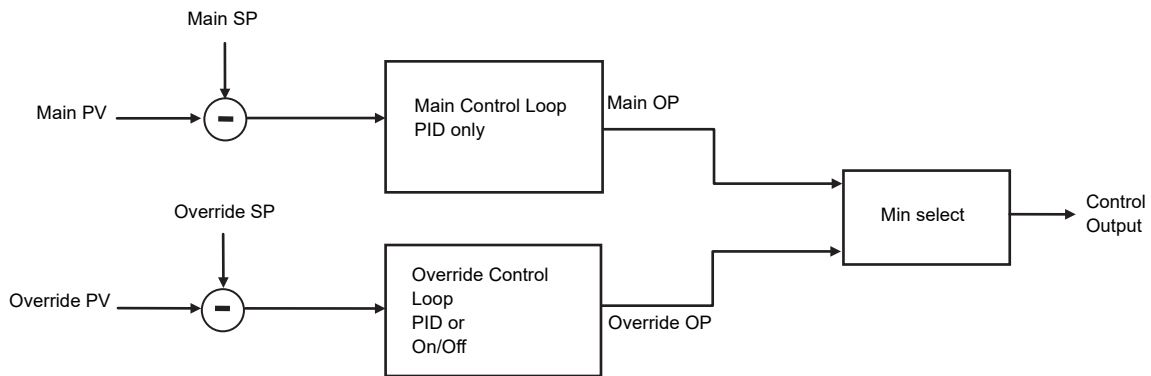 Main SP
Main PV
-
Main Control Loop
PID only
Main OP
Override SP
Override PV
-
Override Control
Loop
PID or
On/Off
Override OP
Min select
Control
Output